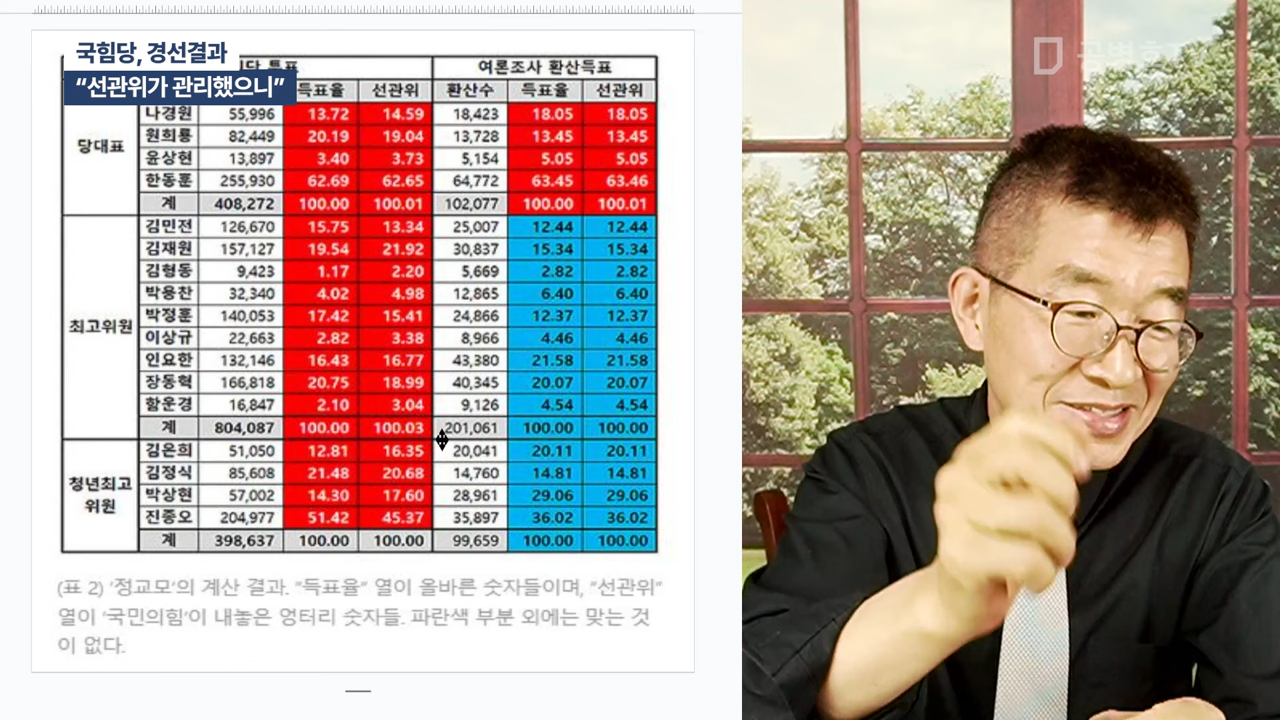 국힘당, 경선결과
“선관위가 관리했으니”
여론조사 환산득표
득표율 선관위 환산수 득표율 선관위
당대표
나경원 55,996 13.72 14.59 18,423 18.05 18.05
원희룡 82,449 20.19 19.04 13,728 13.45 13.45
윤상현 13,897 3.40 3.73 5,154 5.05 5.05
한동훈 255,930 62.69 62.65 64,772 63.45 63.46
계 408,272 100.00 100.01 102,077 100.00 100.01
최고위원
김민전 126,670 15.75 13.34 25,007 12.44 12.44
김재원 157,127 19.54 21.92 30,837 15.34 15.34
김형동 9,423 1.17 2.20 5,669 2.82 2.82
박용찬 32,340 4.02 4.98 12,865 6.40 6.40
박정훈 140,053 17.42 15.41 24,866 12.37 12.37
이상규 22,663 2.82 3.38 8,966 4.46 4.46
인요한 132,146 16.43 16.77 43,380 21.58 21.58
장동혁 166,818 20.75 18.99 40,345 20.07 20.07
함운경 16,847 2.10 3.04 9,126 4.54 4.54
계 804,087 100.00 100.03 201,061 100.00 100.00
청년최고
위원
김은희 51,050 12.81 16.35 20,041 20.11 20.11
김정식 85,608 21.48 20.68 14,760 14.81 14.81
박상현 57,002 14.30 17.60 28,961 29.06 29.06
진종오 204,977 51.42 45.37 35,897 36.02 36.02
계 398,637 100.00 100.00 99,659 100.00 100.00
(표 2) ‘정교모’의 계산 결과. “득표율” 열이 올바른 숫자들이며, “선관위”
열이 ‘국민의힘’이 내놓은 엉터리 숫자들. 파란색 부분 외에는 맞는 것
이 없다.